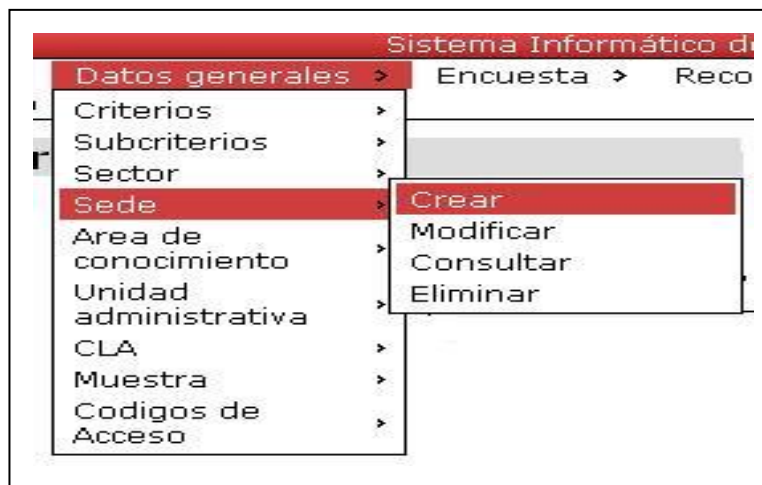 Sistema Informático d
Datos generales > Encuesta > Reco
Criterios >
Subcriterios >
r
Sector >
Sede > Crear
Modificar
Area de
conocimiento >
Consultar
Unidad
administrativa >
Eliminar
CLA >
Muestra >
Codigos de
Acceso >